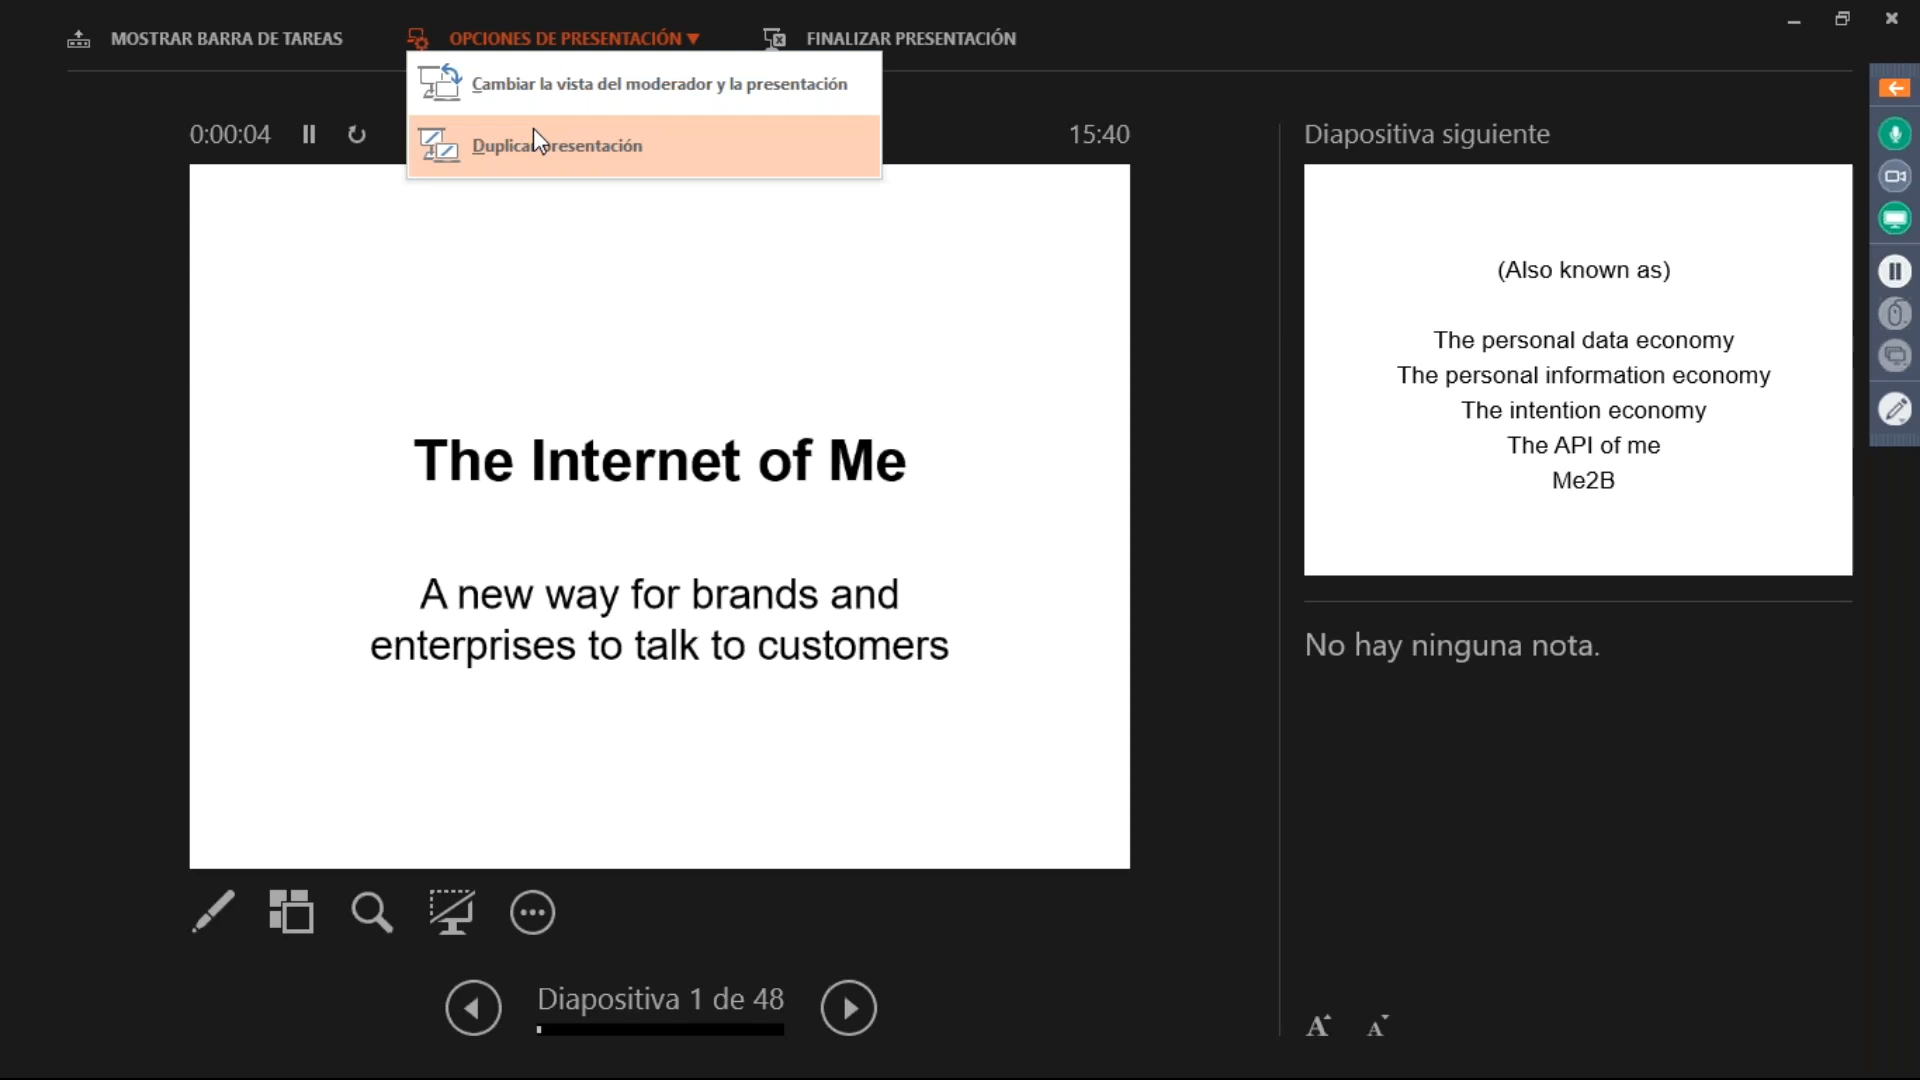 MOSTRAR BARRA DE TAREAS
OPCIONES DE PRESENTACIÓN
FINALIZAR PRESENTACIÓN
Cambiar la vista del moderador y la presentación
Duplicar presentación
0:00:04
15:40
The Internet of Me
A new way for brands and
enterprises to talk to customers
Diapositiva 1 de 48
Diapositiva siguiente
(Also known as)
The personal data economy
The personal information economy
The intention economy
The API of me
Me2B
No hay ninguna nota.
A A